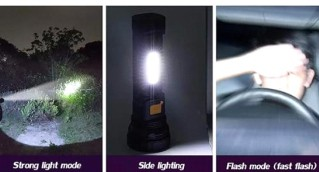 Strong light mode
Side lighting
Flash mode (fast flash)